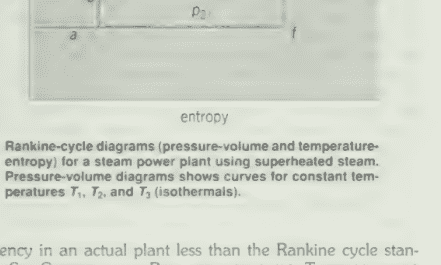 p2
a
f
entropy
Rankine-cycle diagrams (pressure-volume and temperature-
entropy) for a steam power plant using superheated steam.
Pressure-volume diagrams shows curves for constant tem-
peratures T1, T2, and T3 (isothermals).
ency in an actual plant less than the Rankine cycle stan-